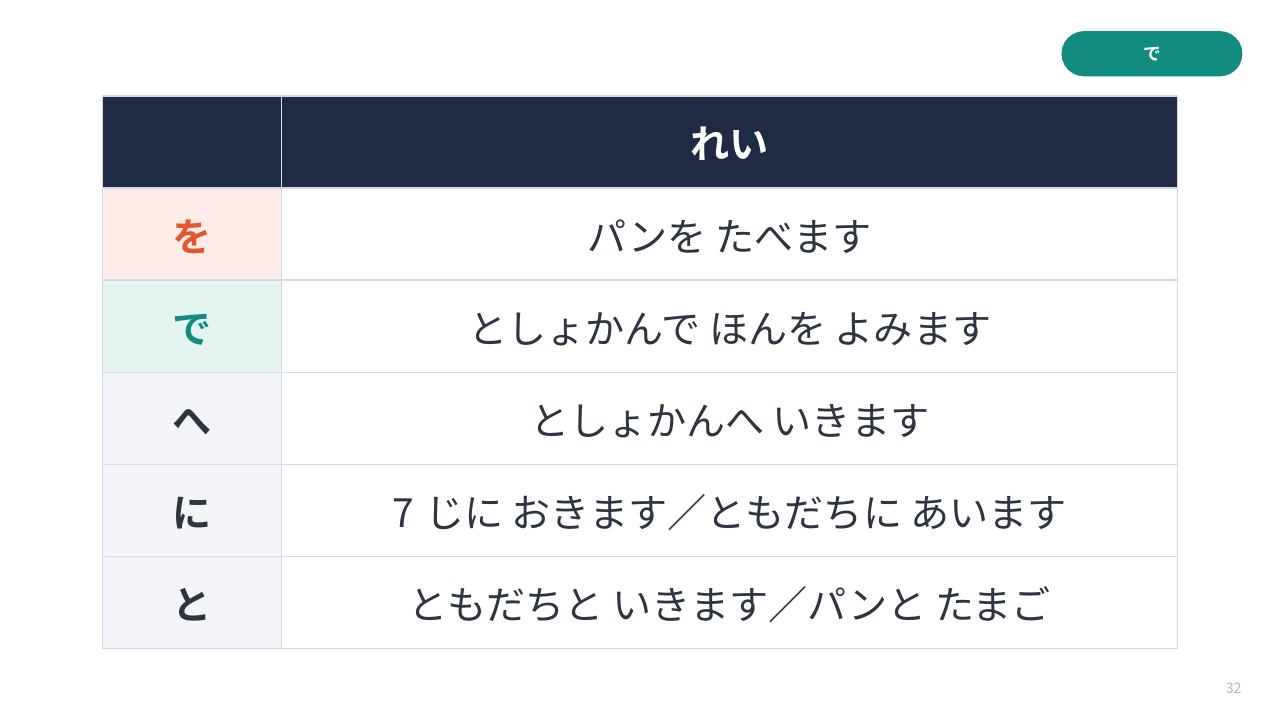 で
れい
を
パンを たべます
で
としょかんで ほんを よみます
へ
としょかんへ いきます
に
7 じに おきます／ともだちに あいます
と
ともだちと いきます／パンと たまご
32